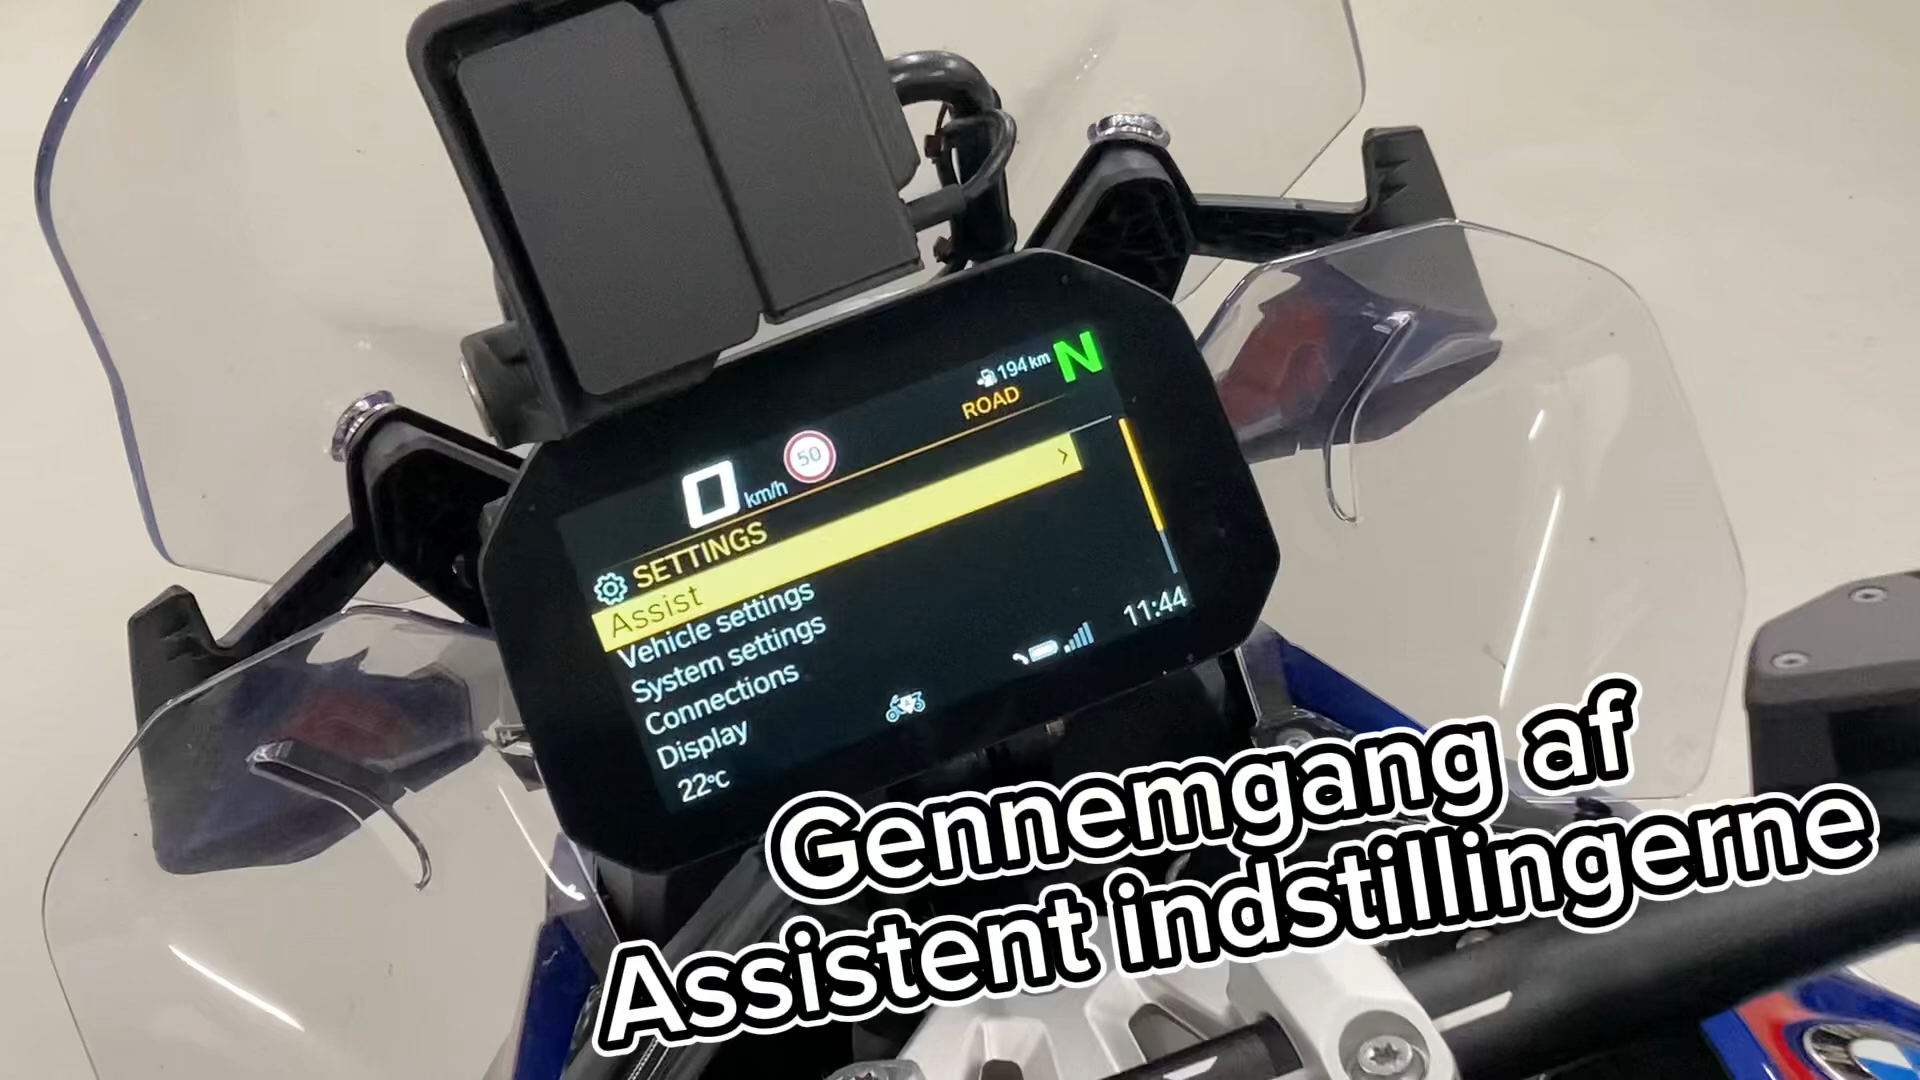 194 km N
ROAD
0 km/h 50
SETTINGS
Assist
Vehicle settings
System settings
Connections
Display
22°C
11:44
Gennemgang af
Assistent indstillingerne